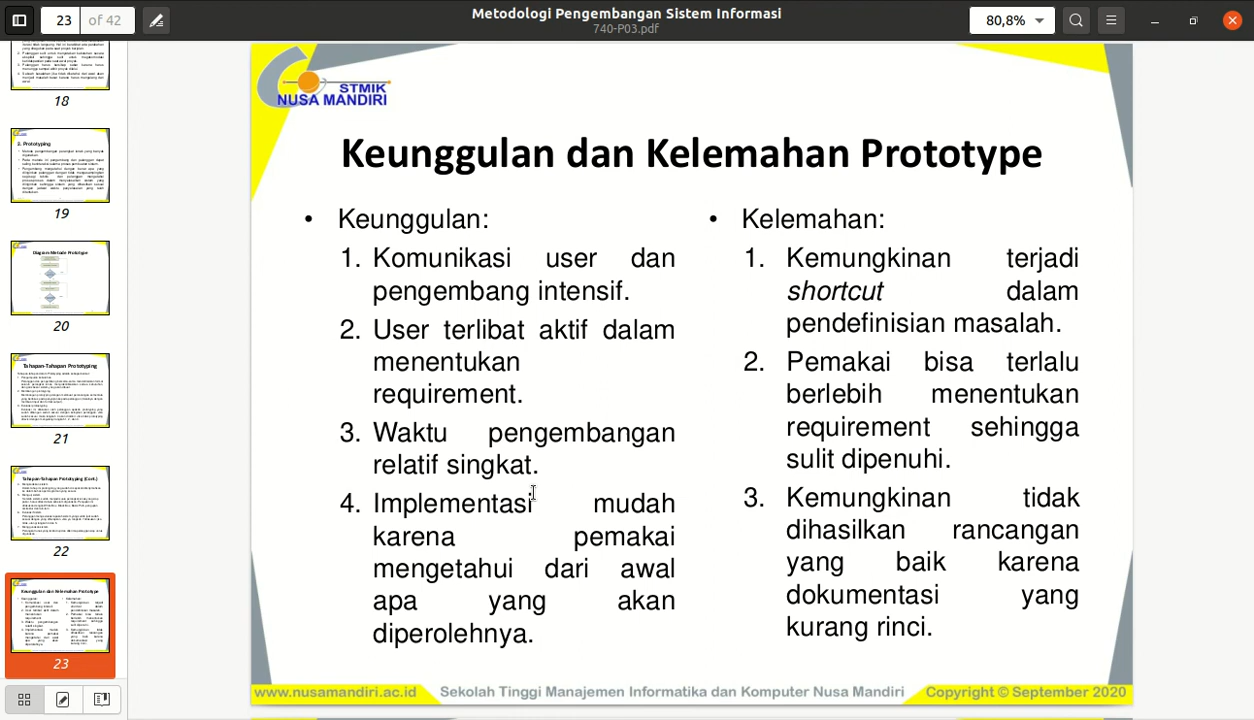 23 of 42
Metodologi Pengembangan Sistem Informasi
740-P03.pdf
80,8%
18
3. Prototyping
19
Diagram Metode Prototype
20
Tahapan-Tahapan Prototyping
21
Tahapan-Tahapan Prototyping (Cont.)
22
Keunggulan dan Kelemahan Prototype
23
STMIK
NUSA MANDIRI
Keunggulan dan Kelemahan Prototype
• Keunggulan:
1. Komunikasi user dan
pengembang intensif.
2. User terlibat aktif dalam
menentukan
requirement.
3. Waktu pengembangan
relatif singkat.
4. Implementasi mudah
karena pemakai
mengetahui dari awal
apa yang akan
diperolehnya.
• Kelemahan:
1. Kemungkinan terjadi
shortcut dalam
pendefinisian masalah.
2. Pemakai bisa terlalu
berlebih menentukan
requirement sehingga
sulit dipenuhi.
3. Kemungkinan tidak
dihasilkan rancangan
yang baik karena
dokumentasi yang
kurang rinci.
www.nusamandiri.ac.id Sekolah Tinggi Manajemen Informatika dan Komputer Nusa Mandiri Copyright © September 2020